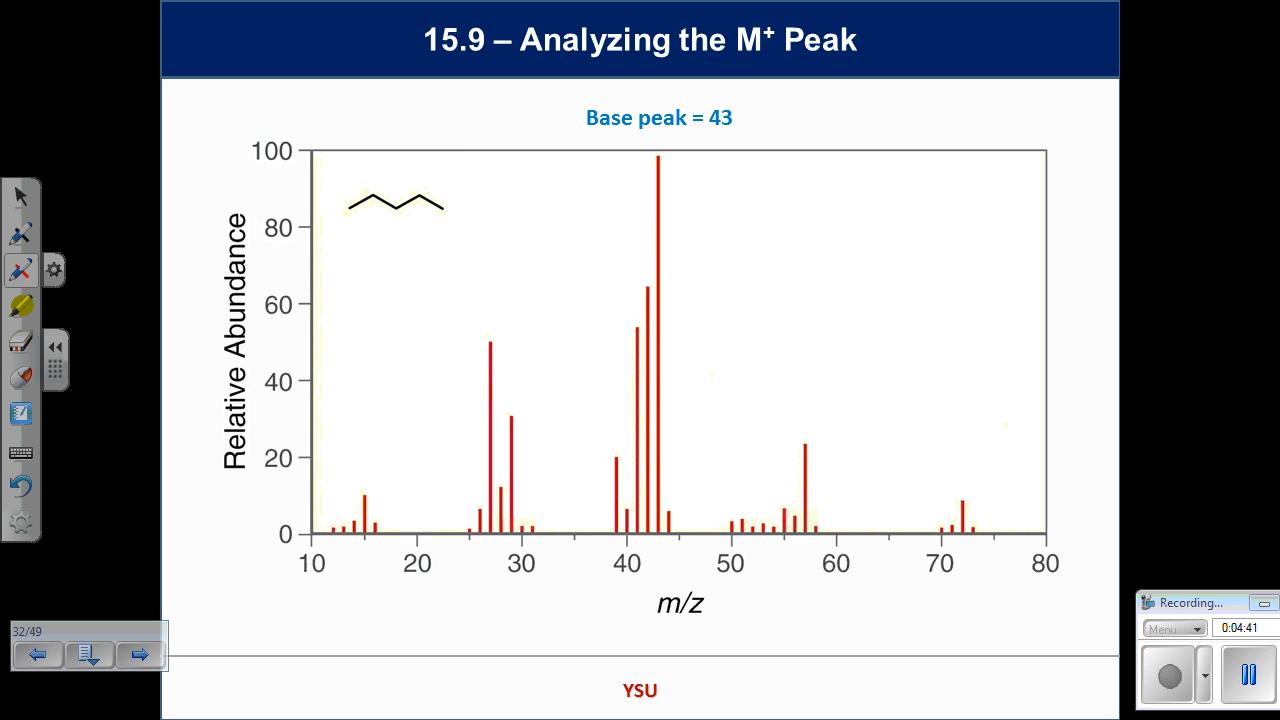 15.9 – Analyzing the M⁺ Peak
Base peak = 43
100
80
60
40
20
0
Relative Abundance
10 20 30 40 50 60 70 80
m/z
YSU
32/49
Recording...
Menu
0:04:41